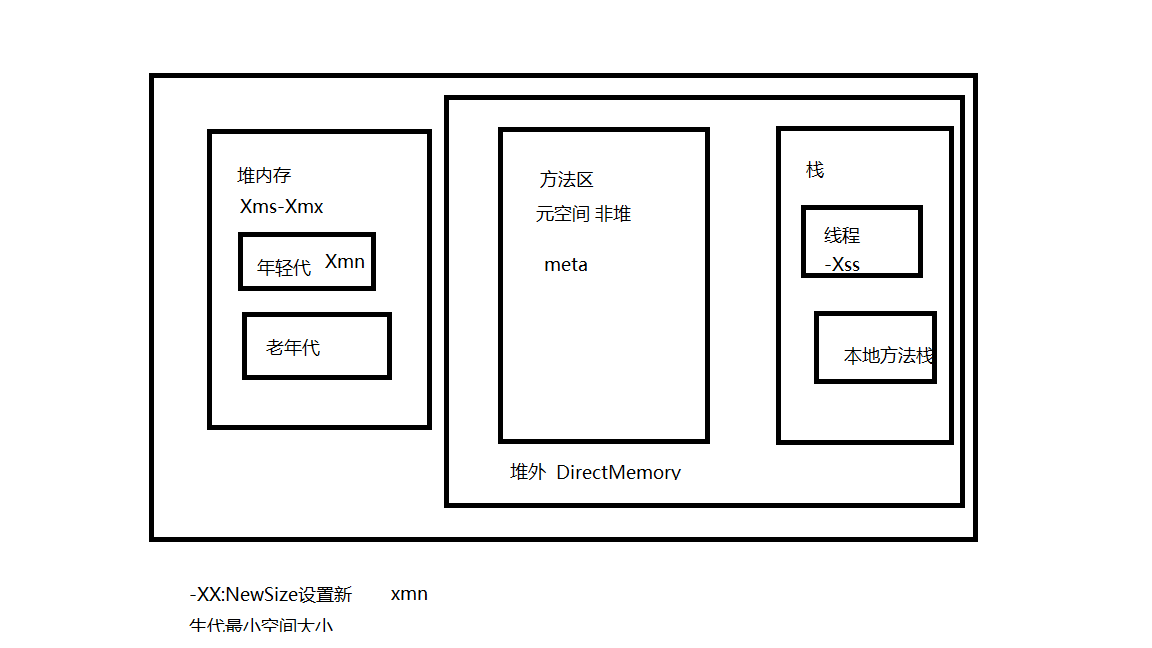 堆内存
Xms-Xmx
年轻代 Xmn
老年代
方法区
元空间 非堆
meta
堆外 DirectMemory
栈
线程
-Xss
本地方法栈
-XX:NewSize设置新 xmn
生代最小空间大小